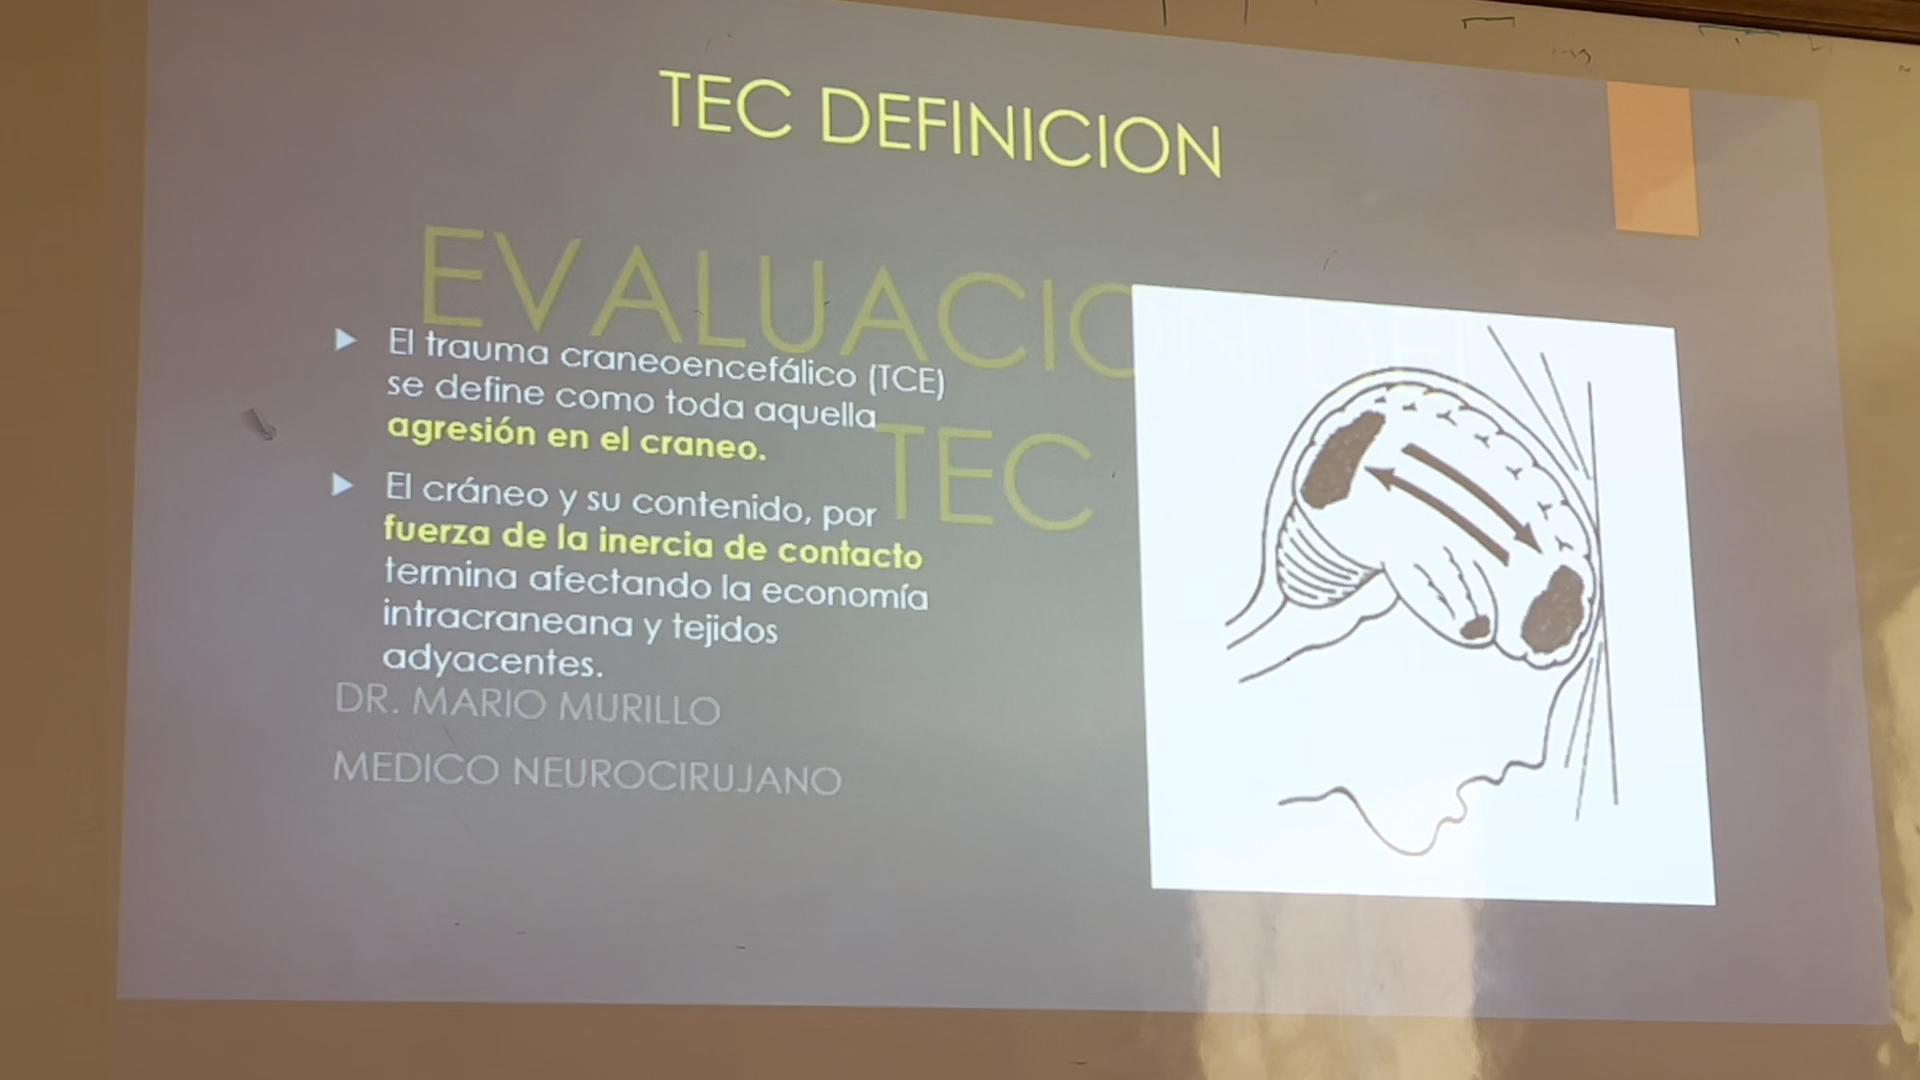 TEC DEFINICION
EVALUACION DEL
TEC
El trauma craneoencefálico (TCE)
se define como toda aquella
agresión en el craneo.
El cráneo y su contenido, por
fuerza de la inercia de contacto
termina afectando la economía
intracraneana y tejidos
adyacentes.
DR. MARIO MURILLO
MEDICO NEUROCIRUJANO